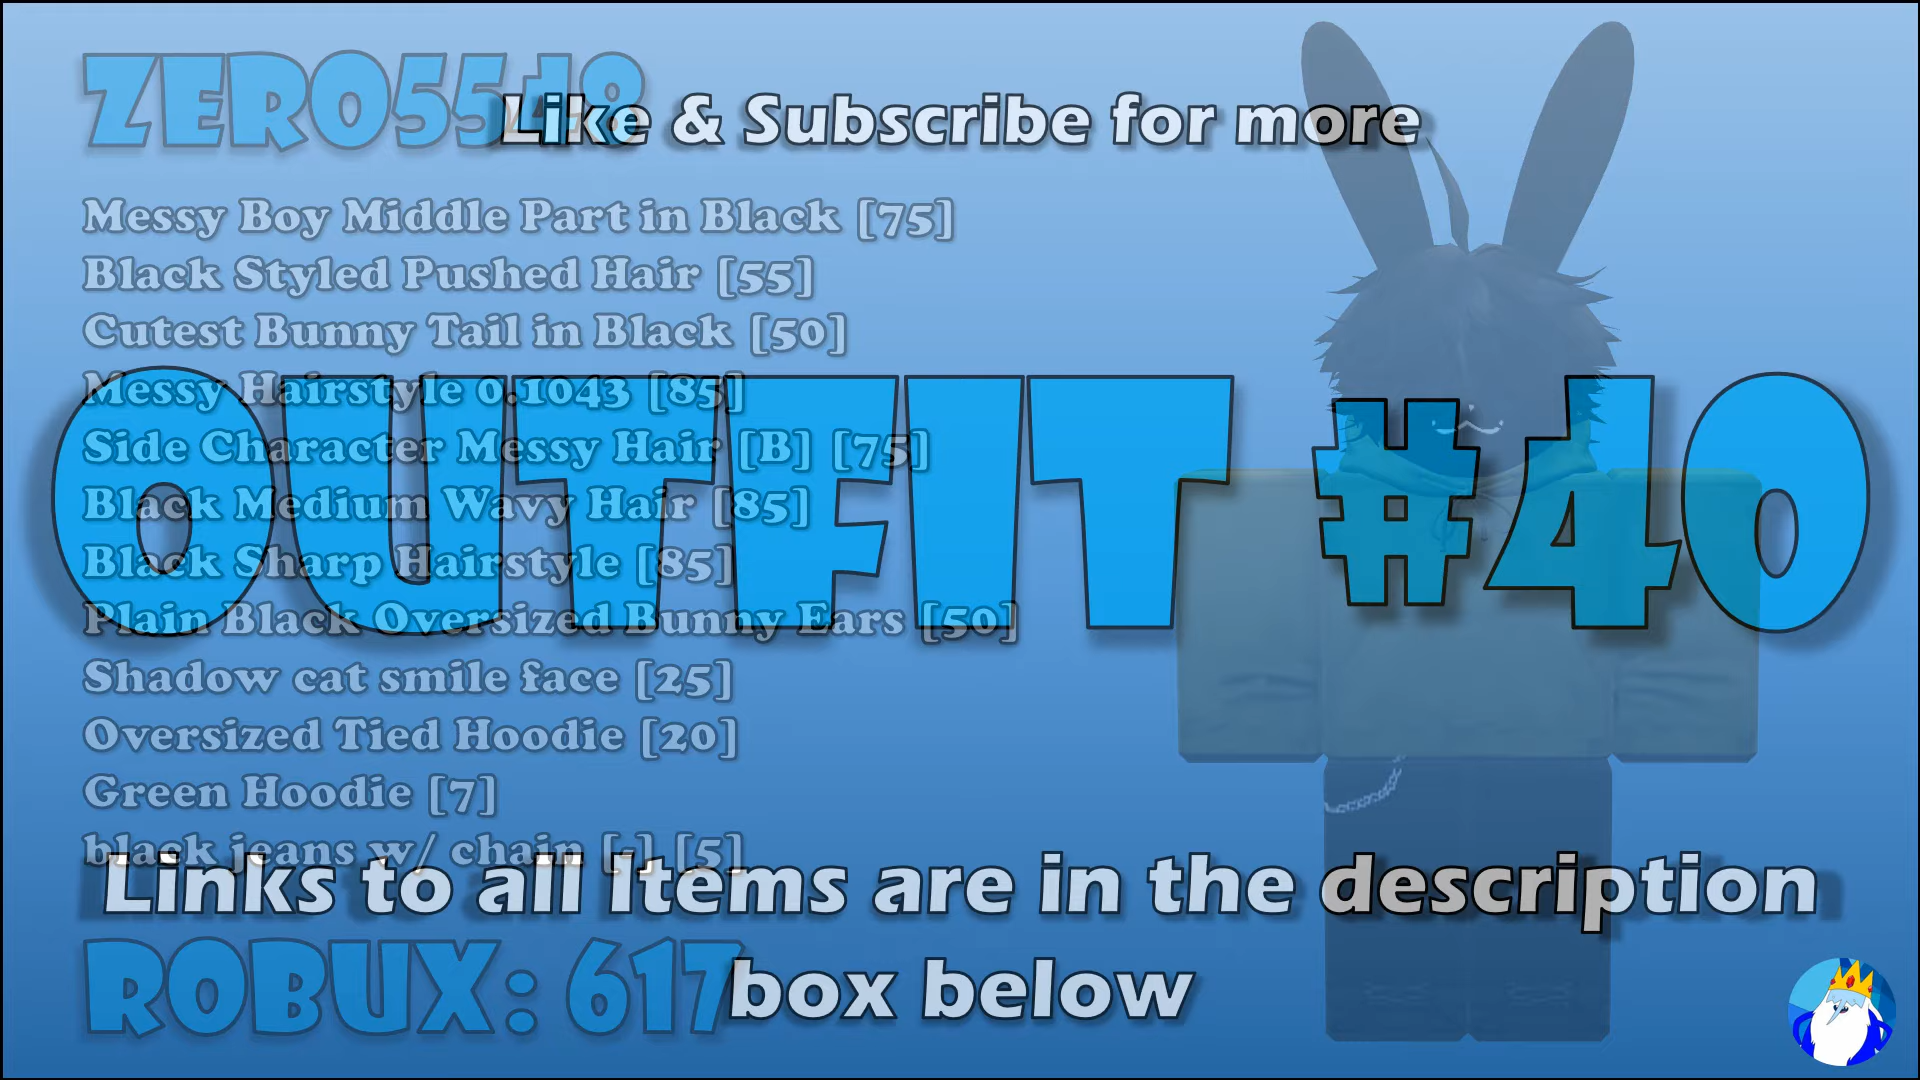 ZERO5548
Like & Subscribe for more
Messy Boy Middle Part in Black [75]
Black Styled Pushed Hair [55]
Cutest Bunny Tail in Black [50]
Messy Hairstyle 0.1043 [85]
Side Character Messy Hair [B] [75]
Black Medium Wavy Hair [85]
OUTFIT #40
Black Sharp Hairstyle [85]
Plain Black Oversized Bunny Ears [50]
Shadow cat smile face [25]
Oversized Tied Hoodie [20]
Green Hoodie [7]
black jeans w/ chain [-] [5]
Links to all Items are in the description
box below
ROBUX: 617